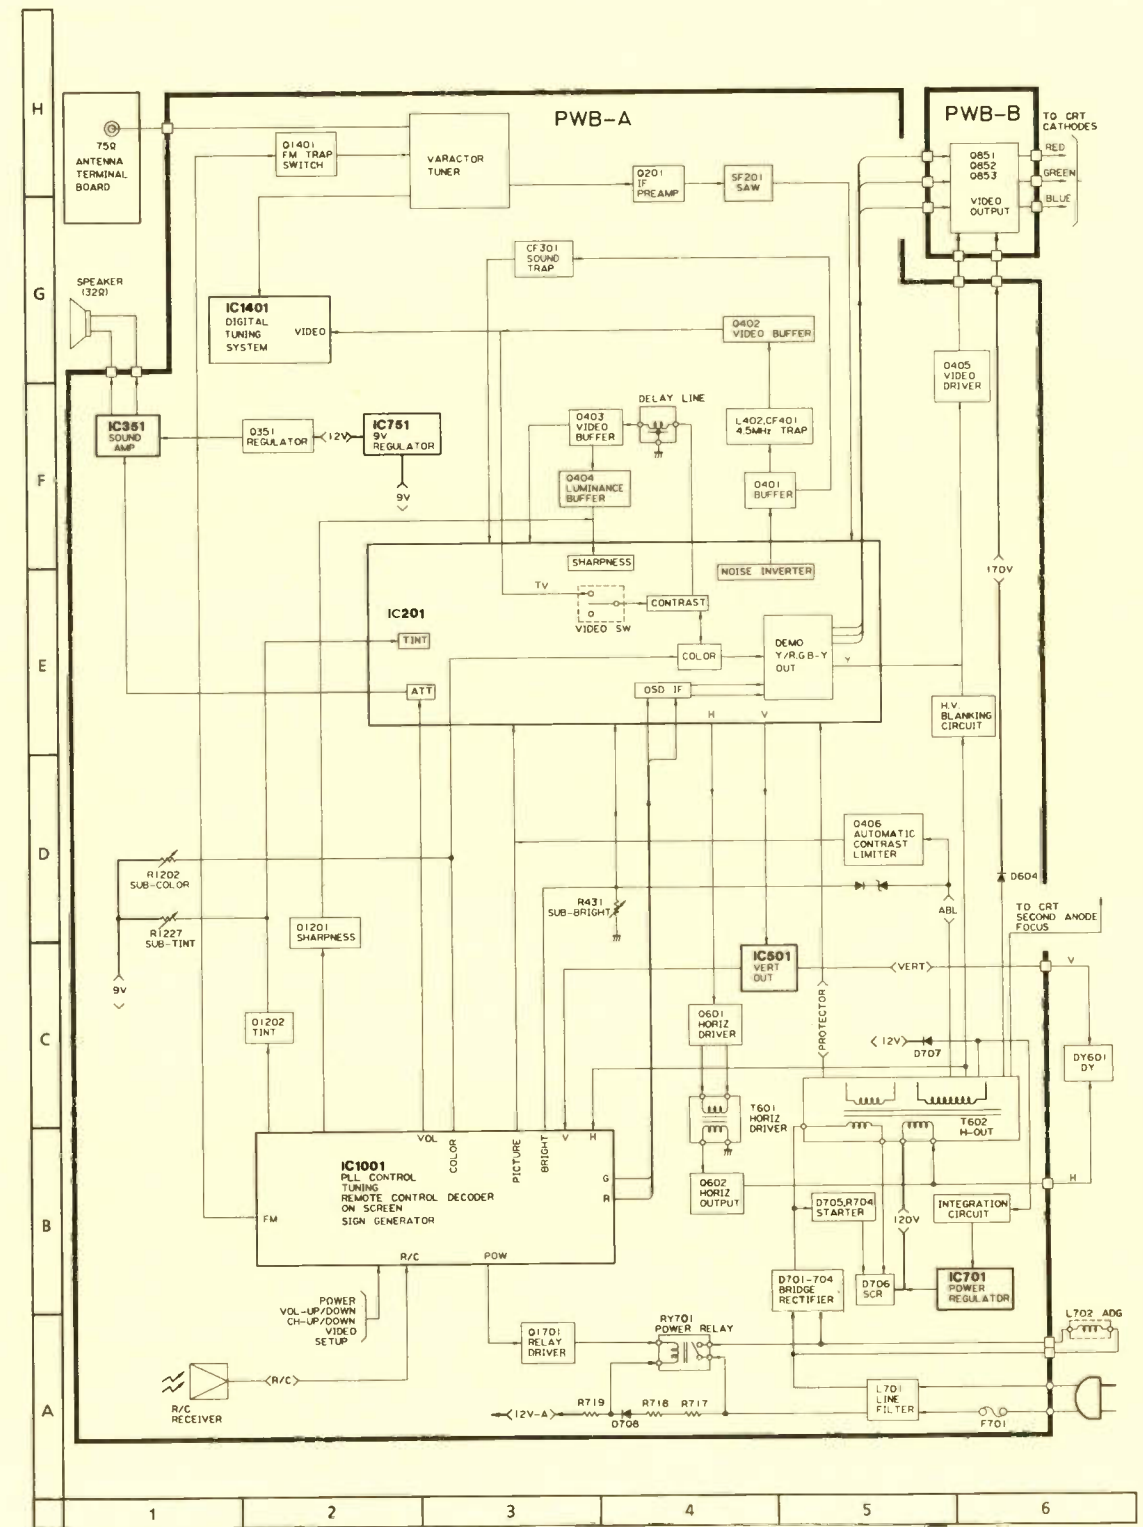 H
PWB-A
PWB-B
TO CRT
CATHODES
75Ω
ANTENNA
TERMINAL
BOARD
Q1401
FM TRAP
SWITCH
VARACTOR
TUNER
Q201
IF
PREAMP
SF201
SAW
Q851
Q852
Q853
VIDEO
OUTPUT
RED
GREEN
BLUE
G
SPEAKER
(32Ω)
CF301
SOUND
TRAP
IC1401
DIGITAL
TUNING
SYSTEM
VIDEO
Q402
VIDEO BUFFER
Q405
VIDEO
DRIVER
F
IC351
SOUND
AMP
Q351
REGULATOR
12V
IC751
9V
REGULATOR
9V
DELAY LINE
Q403
VIDEO
BUFFER
Q404
LUMINANCE
BUFFER
L402,CF401
4.5MHz TRAP
Q401
BUFFER
170V
E
IC201
SHARPNESS
NOISE INVERTER
TV
VIDEO SW
CONTRAST
TINT
COLOR
DEMO
Y/R.G B-Y
OUT
Y
ATT
OSD IF
H
V
H.V.
BLANKING
CIRCUIT
D
Q406
AUTOMATIC
CONTRAST
LIMITER
R1202
SUB-COLOR
R1227
SUB-TINT
Q1201
SHARPNESS
R431
SUB-BRIGHT
ABL
D604
TO CRT
SECOND ANODE
FOCUS
C
9V
Q1202
TINT
IC501
VERT
OUT
VERT
V
Q601
HORIZ
DRIVER
PROTECTOR
12V
D707
DY601
DY
T601
HORIZ
DRIVER
T602
H-OUT
B
VOL
COLOR
PICTURE
BRIGHT
V
H
IC1001
PLL CONTROL
TUNING
REMOTE CONTROL DECODER
ON SCREEN
SIGN GENERATOR
G
R
FM
R/C
POW
Q602
HORIZ
OUTPUT
H
D705,R704
STARTER
120V
INTEGRATION
CIRCUIT
D701-704
BRIDGE
RECTIFIER
D706
SCR
IC701
POWER
REGULATOR
POWER
VOL-UP/DOWN
CH-UP/DOWN
VIDEO
SETUP
Q1701
RELAY
DRIVER
RY701
POWER RELAY
L702 ADG
A
R/C
RECEIVER
R/C
12V-A
R719
D708
R718
R717
L701
LINE
FILTER
F701
1
2
3
4
5
6